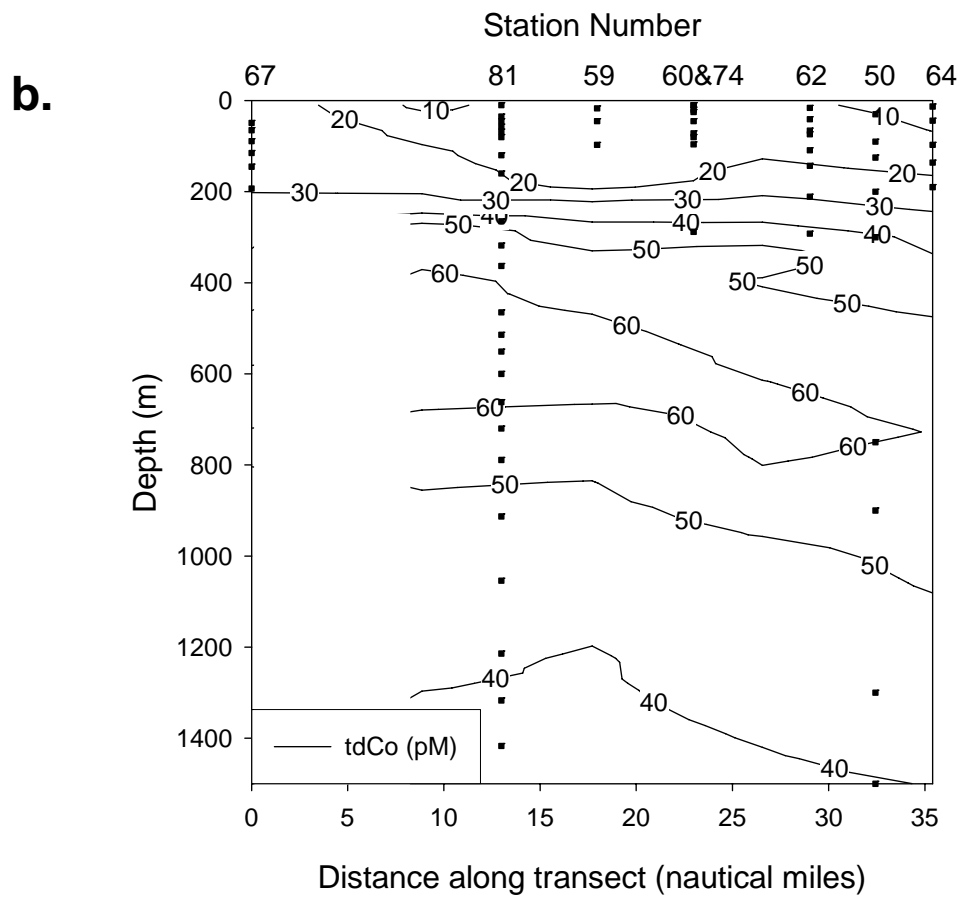 Station Number
b.
67 81 59 60&74 62 50 64
0
10 10
20
20 20 20
200
30 30 30 30
40 40 40
50 50 50
400
60 50 50
60
600
60
60 60 60
800
50 50
1000
50
1200
40 40
1400
40
tdCo (pM)
Depth (m)
0 5 10 15 20 25 30 35
Distance along transect (nautical miles)